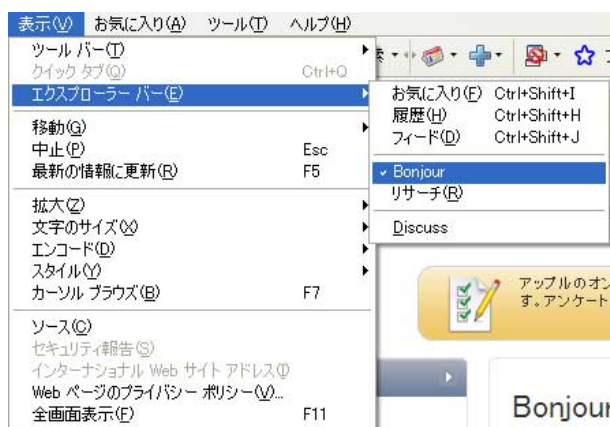 表示(V) お気に入り(A) ツール(T) ヘルプ(H)
ツール バー(T)
クイック タブ(Q) Ctrl+Q
エクスプローラー バー(E)
移動(G)
中止(P) Esc
最新の情報に更新(R) F5
拡大(Z)
文字のサイズ(X)
エンコード(D)
スタイル(Y)
カーソル ブラウズ(B) F7
ソース(C)
セキュリティ報告(S)
インターナショナル Web サイト アドレス(I)
Web ページのプライバシー ポリシー(V)...
全画面表示(F) F11
お気に入り(F) Ctrl+Shift+I
履歴(H) Ctrl+Shift+H
フィード(D) Ctrl+Shift+J
Bonjour
リサーチ(R)
Discuss
アップルのオン
す。アンケート
Bonjour